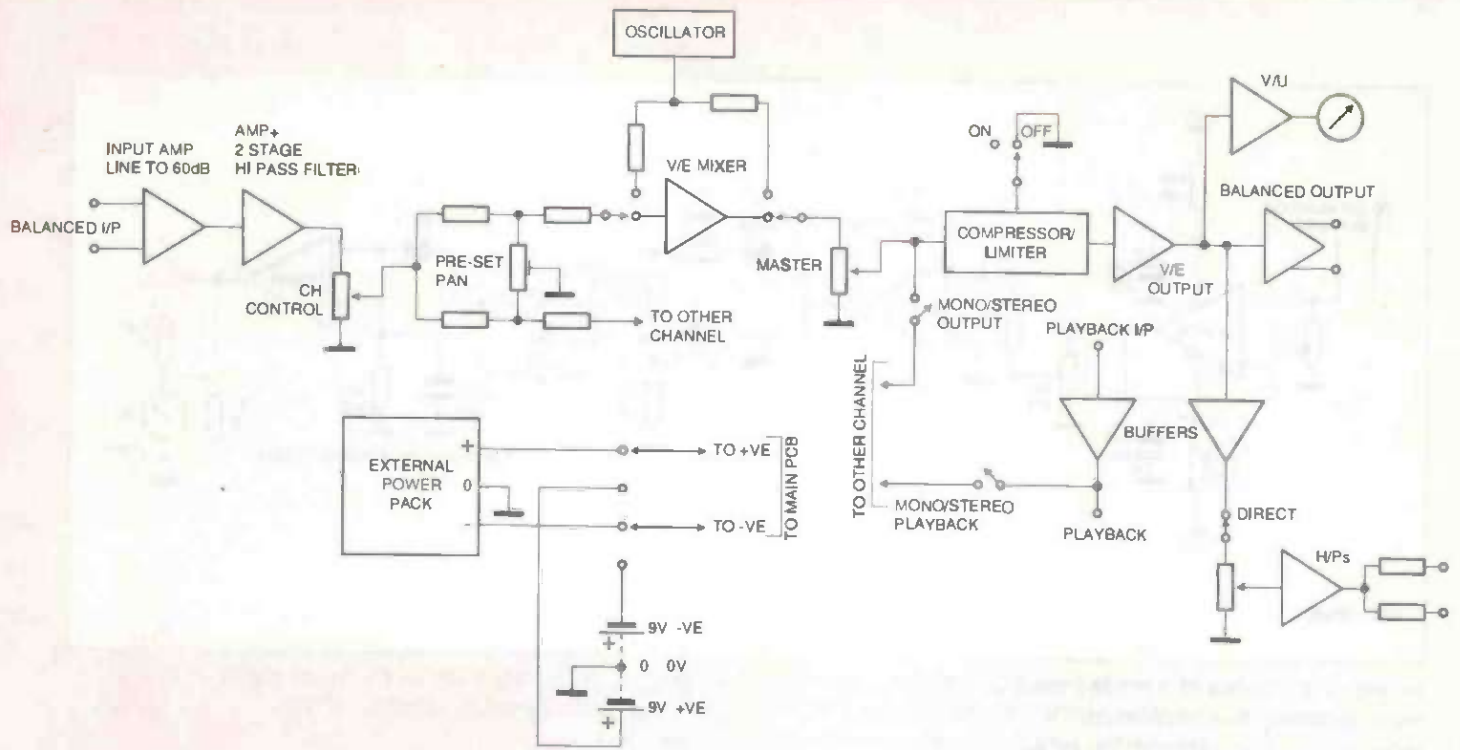 OSCILLATOR
V/U
INPUT AMP
LINE TO 60dB
AMP+
2 STAGE
HI PASS FILTER
ON
OFF
V/E MIXER
BALANCED OUTPUT
BALANCED I/P
COMPRESSOR/
LIMITER
PRE-SET
PAN
MASTER
V/E
OUTPUT
CH
CONTROL
MONO/STEREO
OUTPUT
TO OTHER
CHANNEL
PLAYBACK I/P
BUFFERS
TO OTHER CHANNEL
EXTERNAL
POWER
PACK
+
0
-
TO +VE
TO -VE
TO MAIN PCB
MONO/STEREO
PLAYBACK
PLAYBACK
DIRECT
H/Ps
9V -VE
+
0 0V
9V +VE
+